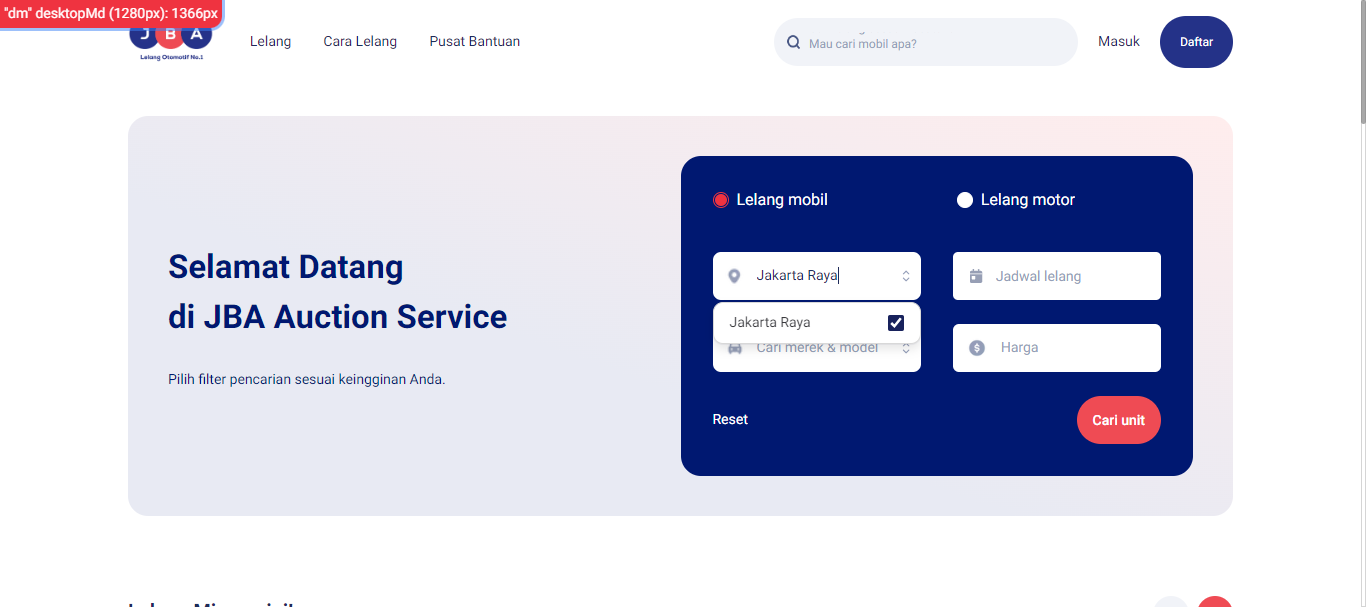 "dm" desktopMd (1280px): 1366px
J B A
Lelang Otomotif No.1
Lelang
Cara Lelang
Pusat Bantuan
Mau cari mobil apa?
Masuk
Daftar
Selamat Datang
di JBA Auction Service
Pilih filter pencarian sesuai keingginan Anda.
Lelang mobil
Lelang motor
Jakarta Raya
Jadwal lelang
Jakarta Raya
Cari merek & model
Harga
Reset
Cari unit